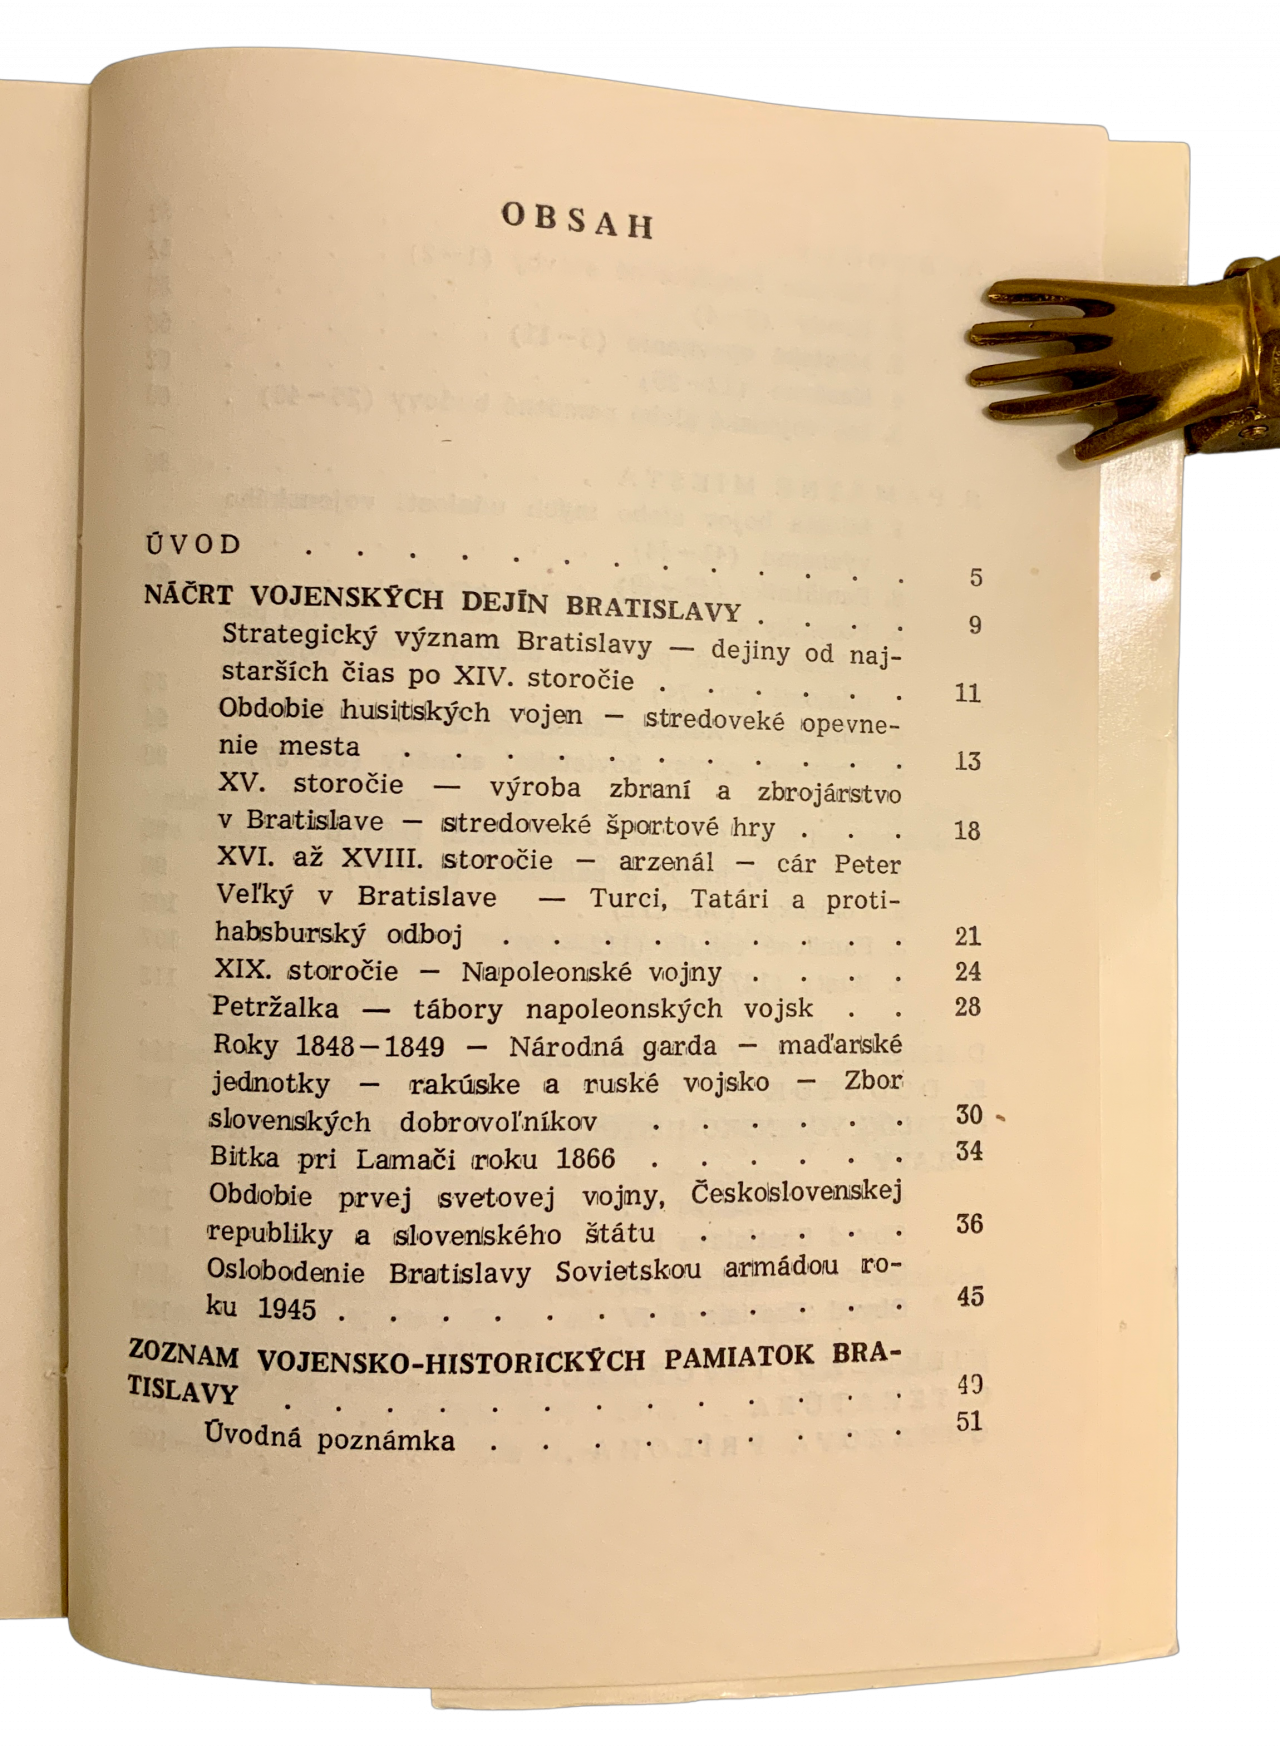 OBSAH
ÚVOD . . . . . . . . . . . . 5
NÁČRT VOJENSKÝCH DEJÍN BRATISLAVY . . . . 9
Strategický význam Bratislavy — dejiny od naj-
starších čias po XIV. storočie . . . . . . 11
Obdobie husitských vojen — stredoveké opevne-
nie mesta . . . . . . . . . . . 13
XV. storočie — výroba zbraní a zbrojárstvo
v Bratislave — stredoveké športové hry . . . 18
XVI. až XVIII. storočie — arzenál — cár Peter
Veľký v Bratislave — Turci, Tatári a proti-
habsburský odboj . . . . . . . . . 21
XIX. storočie — Napoleonské vojny . . . . 24
Petržalka — tábory napoleonských vojsk . . 28
Roky 1848—1849 — Národná garda — maďarské
jednotky — rakúske a ruské vojsko — Zbor
slovenských dobrovoľníkov . . . . . . 30
Bitka pri Lamači roku 1866 . . . . . . 34
Obdobie prvej svetovej vojny, Československej
republiky a slovenského štátu . . . . . 36
Oslobodenie Bratislavy Sovietskou armádou ro-
ku 1945 . . . . . . . . . . . . 45
ZOZNAM VOJENSKO-HISTORICKÝCH PAMIATOK BRA-
TISLAVY . . . . . . . . . . . . . 49
Úvodná poznámka . . . . . . . . . 51